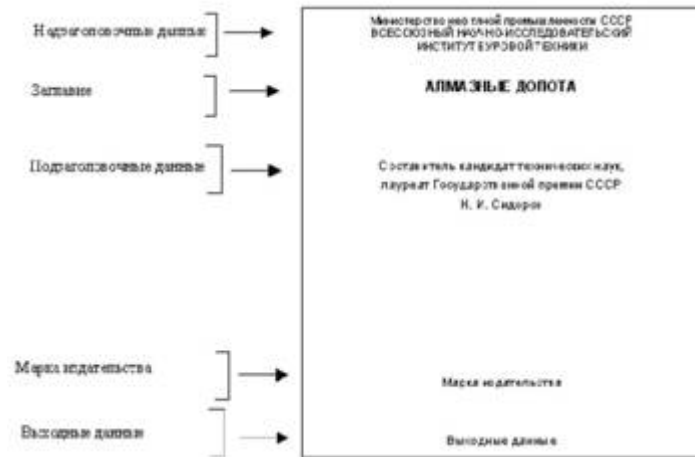 Надзаголовочные данные
Министерство нефтяной промышленности СССР
ВСЕСОЮЗНЫЙ НАУЧНО-ИССЛЕДОВАТЕЛЬСКИЙ
ИНСТИТУТ БУРОВОЙ ТЕХНИКИ
Заглавие
АЛМАЗНЫЕ ДОЛОТА
Подзаголовочные данные
Составитель кандидат технических наук,
лауреат Государственной премии СССР
Н. И. Сидоров
Марка издательства
Марка издательства
Выходные данные
Выходные данные